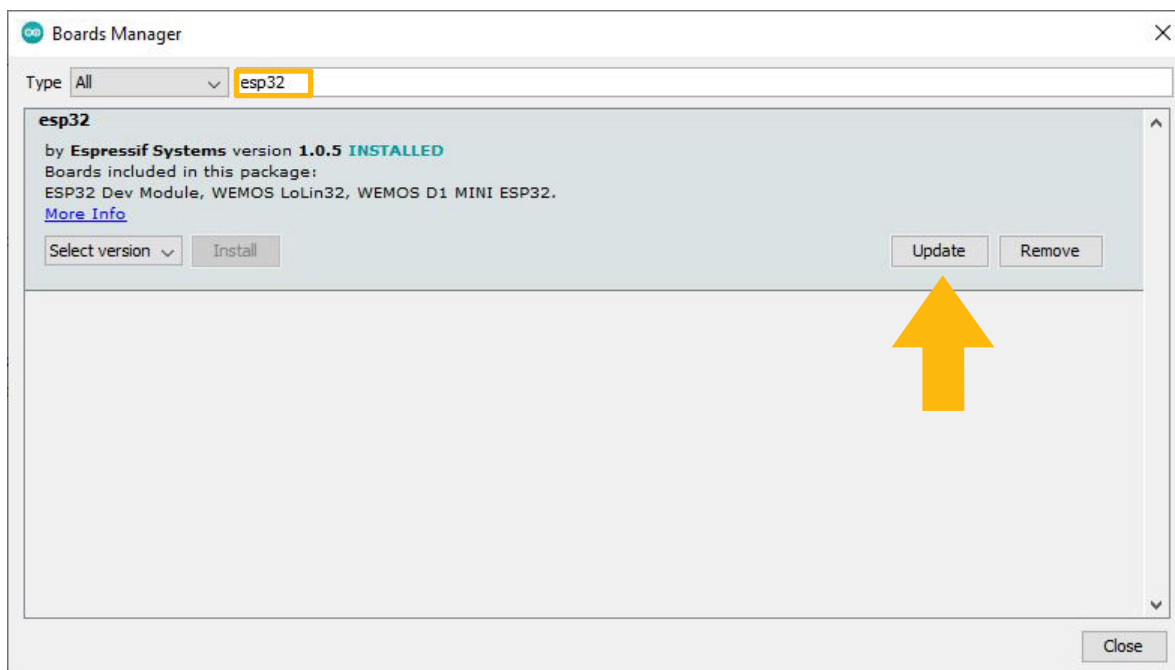 Boards Manager
Type All esp32
esp32
by Espressif Systems version 1.0.5 INSTALLED
Boards included in this package:
ESP32 Dev Module, WEMOS LoLin32, WEMOS D1 MINI ESP32.
More Info
Select version Install Update Remove
Close